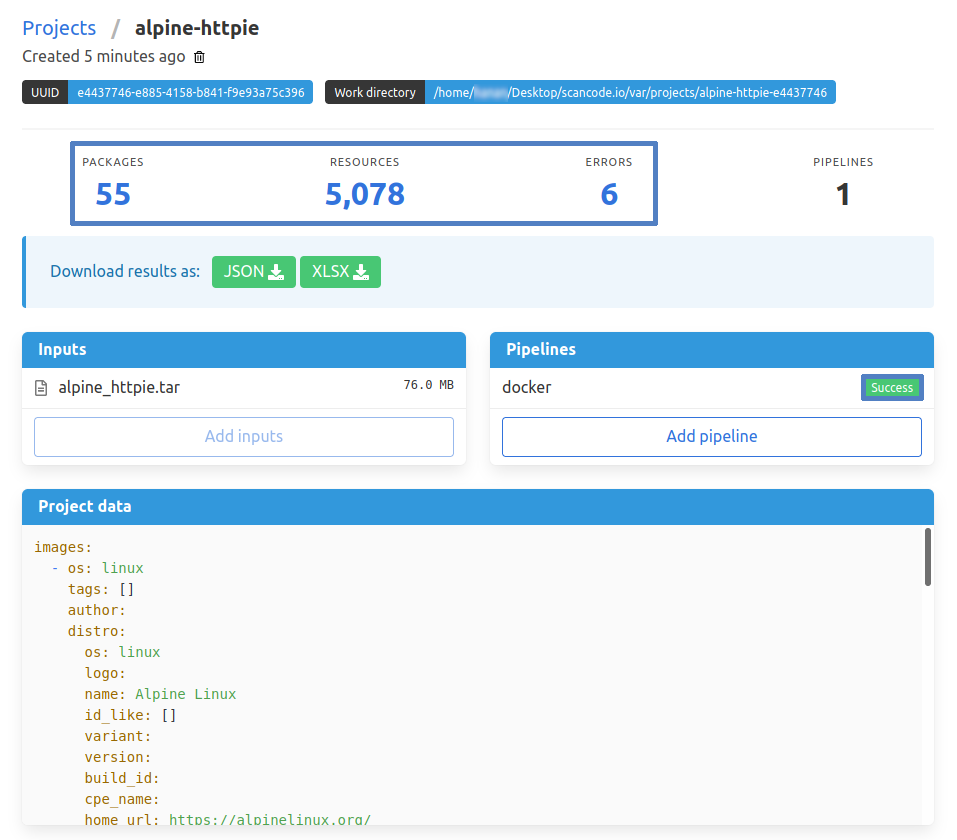 Projects / alpine-httpie
Created 5 minutes ago
UUID e4437746-e885-4158-b841-f9e93a75c396 Work directory /home/ /Desktop/scancode.io/var/projects/alpine-httpie-e4437746
PACKAGES RESOURCES ERRORS PIPELINES
55 5,078 6 1
Download results as: JSON XLSX
Inputs
alpine_httpie.tar 76.0 MB
Add inputs
Pipelines
docker Success
Add pipeline
Project data
images:
- os: linux
tags: []
author:
distro:
os: linux
logo:
name: Alpine Linux
id_like: []
variant:
version:
build_id:
cpe_name:
home_url: https://alpinelinux.org/